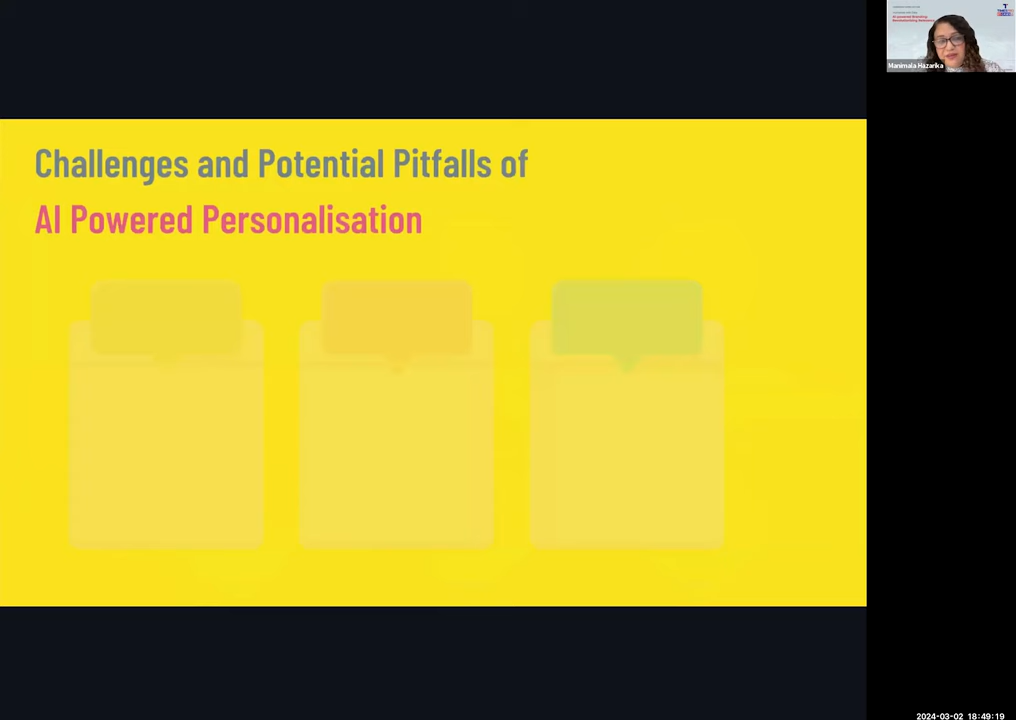 Challenges and Potential Pitfalls of
AI Powered Personalisation
Manimala Hazarika
2024-03-02 18:49:19